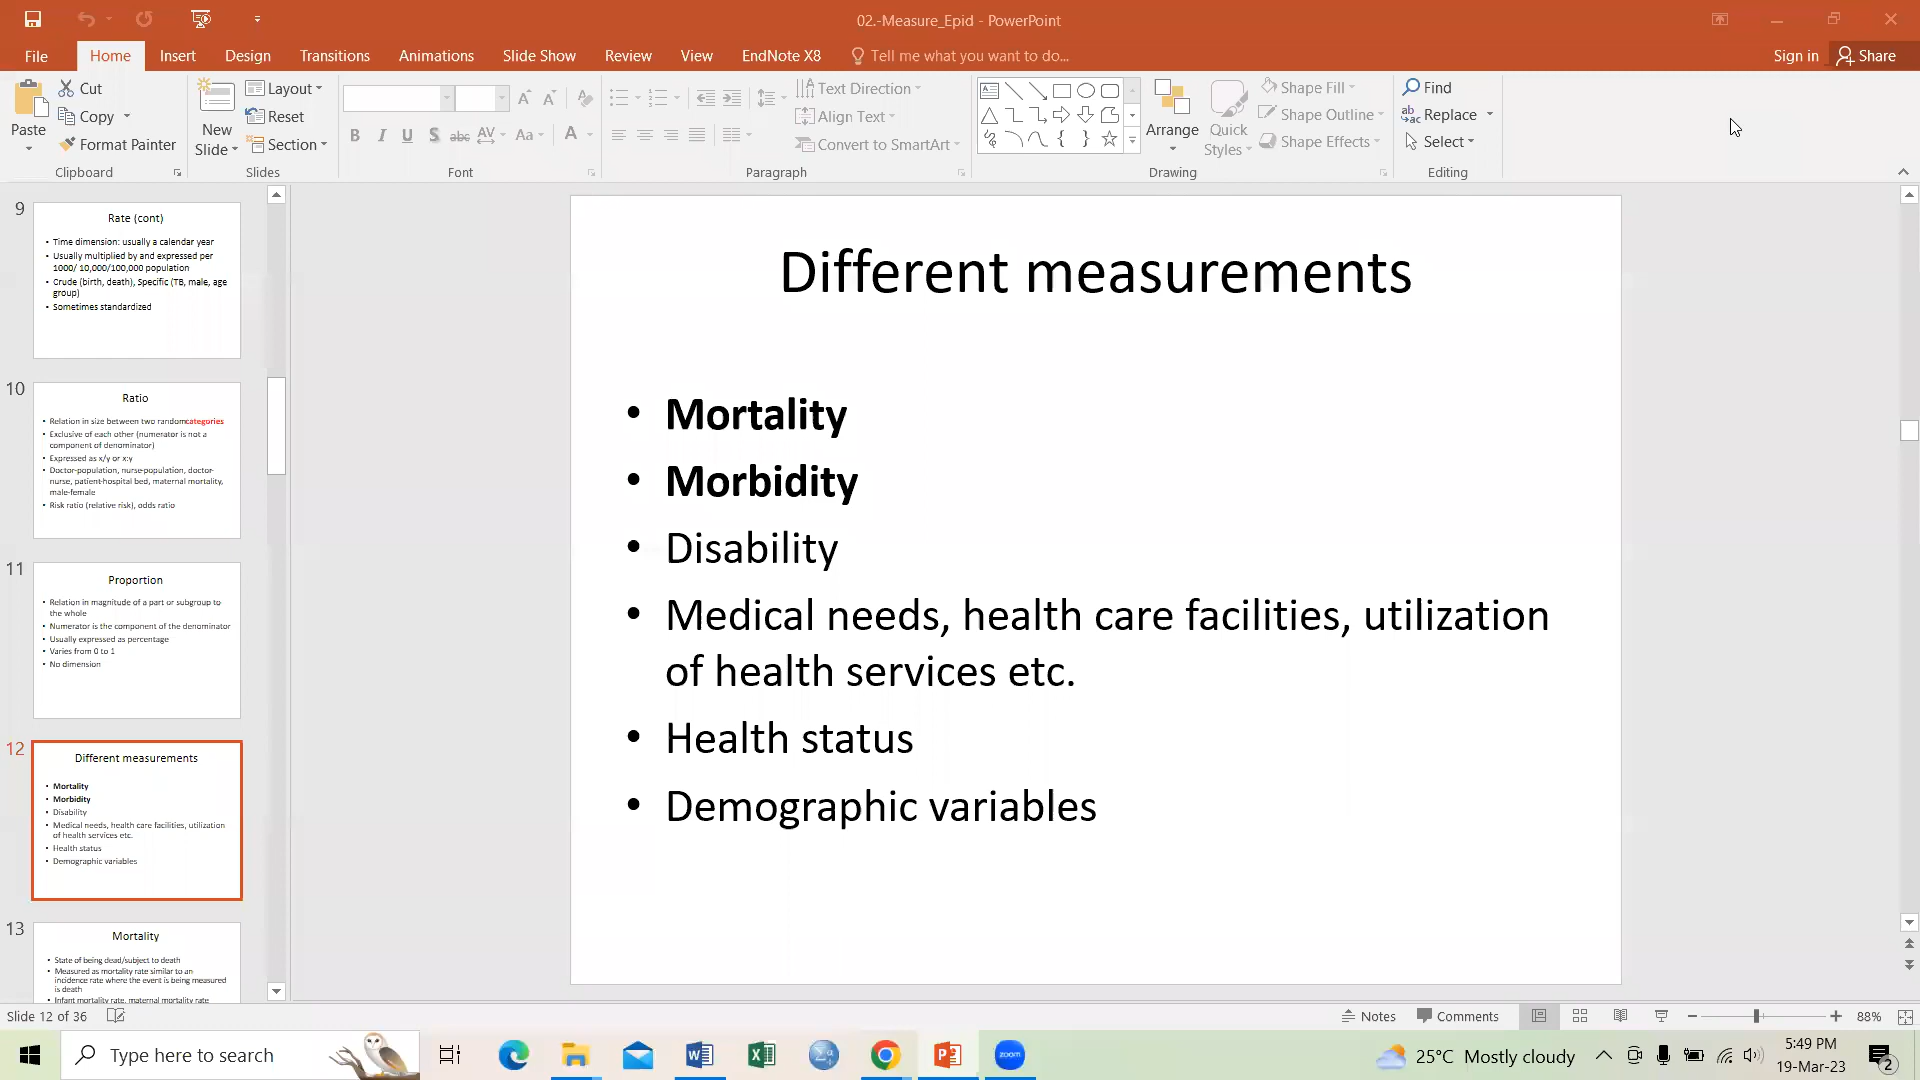 02.-Measure_Epid - PowerPoint
File Home Insert Design Transitions Animations Slide Show Review View EndNote X8 Tell me what you want to do... Sign in Share
Paste
Cut
Copy
Format Painter
Clipboard
New
Slide
Layout
Reset
Section
Slides
B I U S abc AV Aa A
Font
Text Direction
Align Text
Convert to SmartArt
Paragraph
Arrange
Quick
Styles
Shape Fill
Shape Outline
Shape Effects
Drawing
Find
Replace
Select
Editing
9
Rate (cont)
• Time dimension: usually a calendar year
• Usually multiplied by and expressed per
1000/ 10,000/100,000 population
• Crude (birth, death), Specific (TB, male, age
group)
• Sometimes standardized
10
Ratio
• Relation in size between two randomcategories
• Exclusive of each other (numerator is not a
component of denominator)
• Expressed as x/y or x:y
• Doctor-population, nurse-population, doctor-
nurse, patient-hospital bed, maternal mortality,
male-female
• Risk ratio (relative risk), odds ratio
11
Proportion
• Relation in magnitude of a part or subgroup to
the whole
• Numerator is the component of the denominator
• Usually expressed as percentage
• Varies from 0 to 1
• No dimension
12
Different measurements
• Mortality
• Morbidity
• Disability
• Medical needs, health care facilities, utilization
of health services etc.
• Health status
• Demographic variables
13
Mortality
• State of being dead/subject to death
• Measured as mortality rate similar to an
incidence rate where the event is being measured
is death
• Infant mortality rate, maternal mortality rate
Different measurements
• Mortality
• Morbidity
• Disability
• Medical needs, health care facilities, utilization
of health services etc.
• Health status
• Demographic variables
Slide 12 of 36 Notes Comments 88%
Type here to search
zoom
25°C Mostly cloudy
5:49 PM
19-Mar-23
2